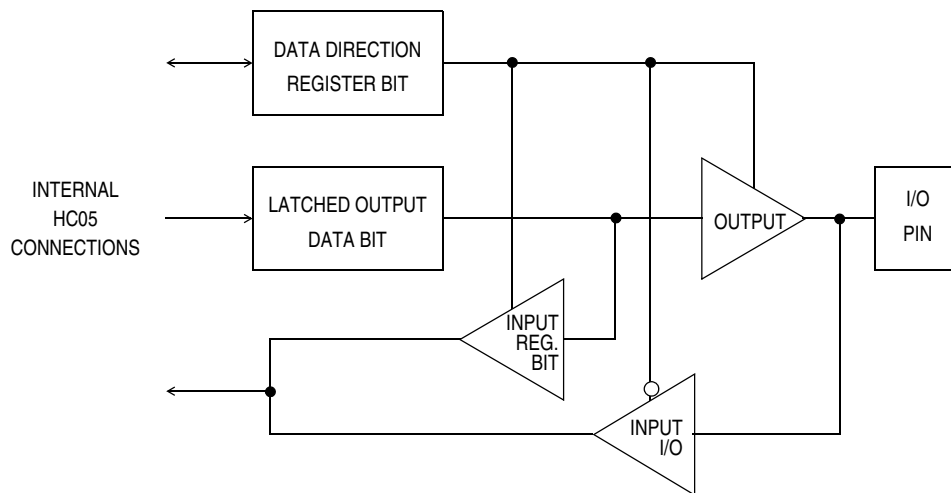 DATA DIRECTION
REGISTER BIT
INTERNAL
HC05
CONNECTIONS
LATCHED OUTPUT
DATA BIT
OUTPUT
I/O
PIN
INPUT
REG.
BIT
INPUT
I/O